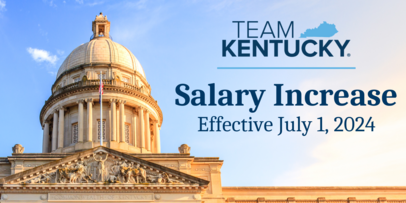 TEAM
KENTUCKY®
Salary Increase
Effective July 1, 2024